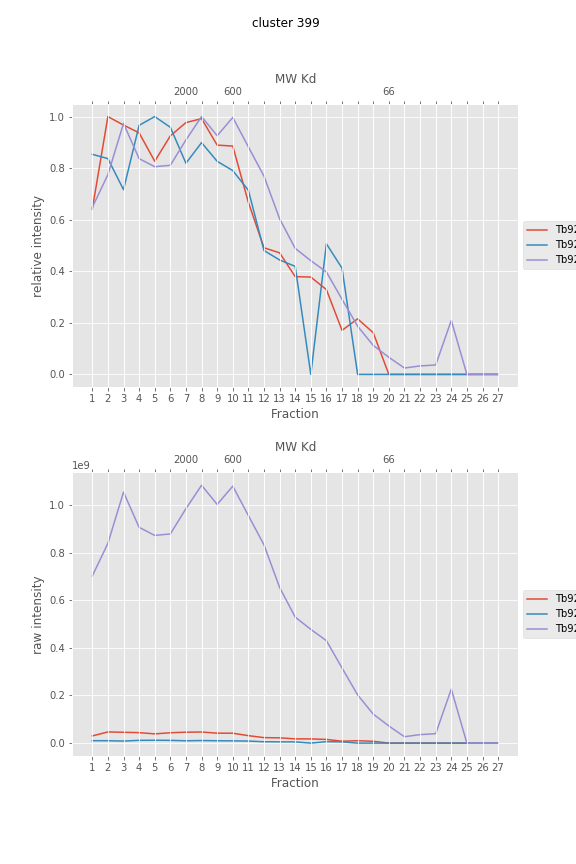 cluster 399
MW Kd
2000 600 66
1.0
0.8
0.6
0.4
0.2
0.0
relative intensity
Tb92
Tb92
Tb92
1 2 3 4 5 6 7 8 9 10 11 12 13 14 15 16 17 18 19 20 21 22 23 24 25 26 27
Fraction
MW Kd
2000 600 66
1e9
1.0
0.8
0.6
0.4
0.2
0.0
raw intensity
Tb92
Tb92
Tb92
1 2 3 4 5 6 7 8 9 10 11 12 13 14 15 16 17 18 19 20 21 22 23 24 25 26 27
Fraction